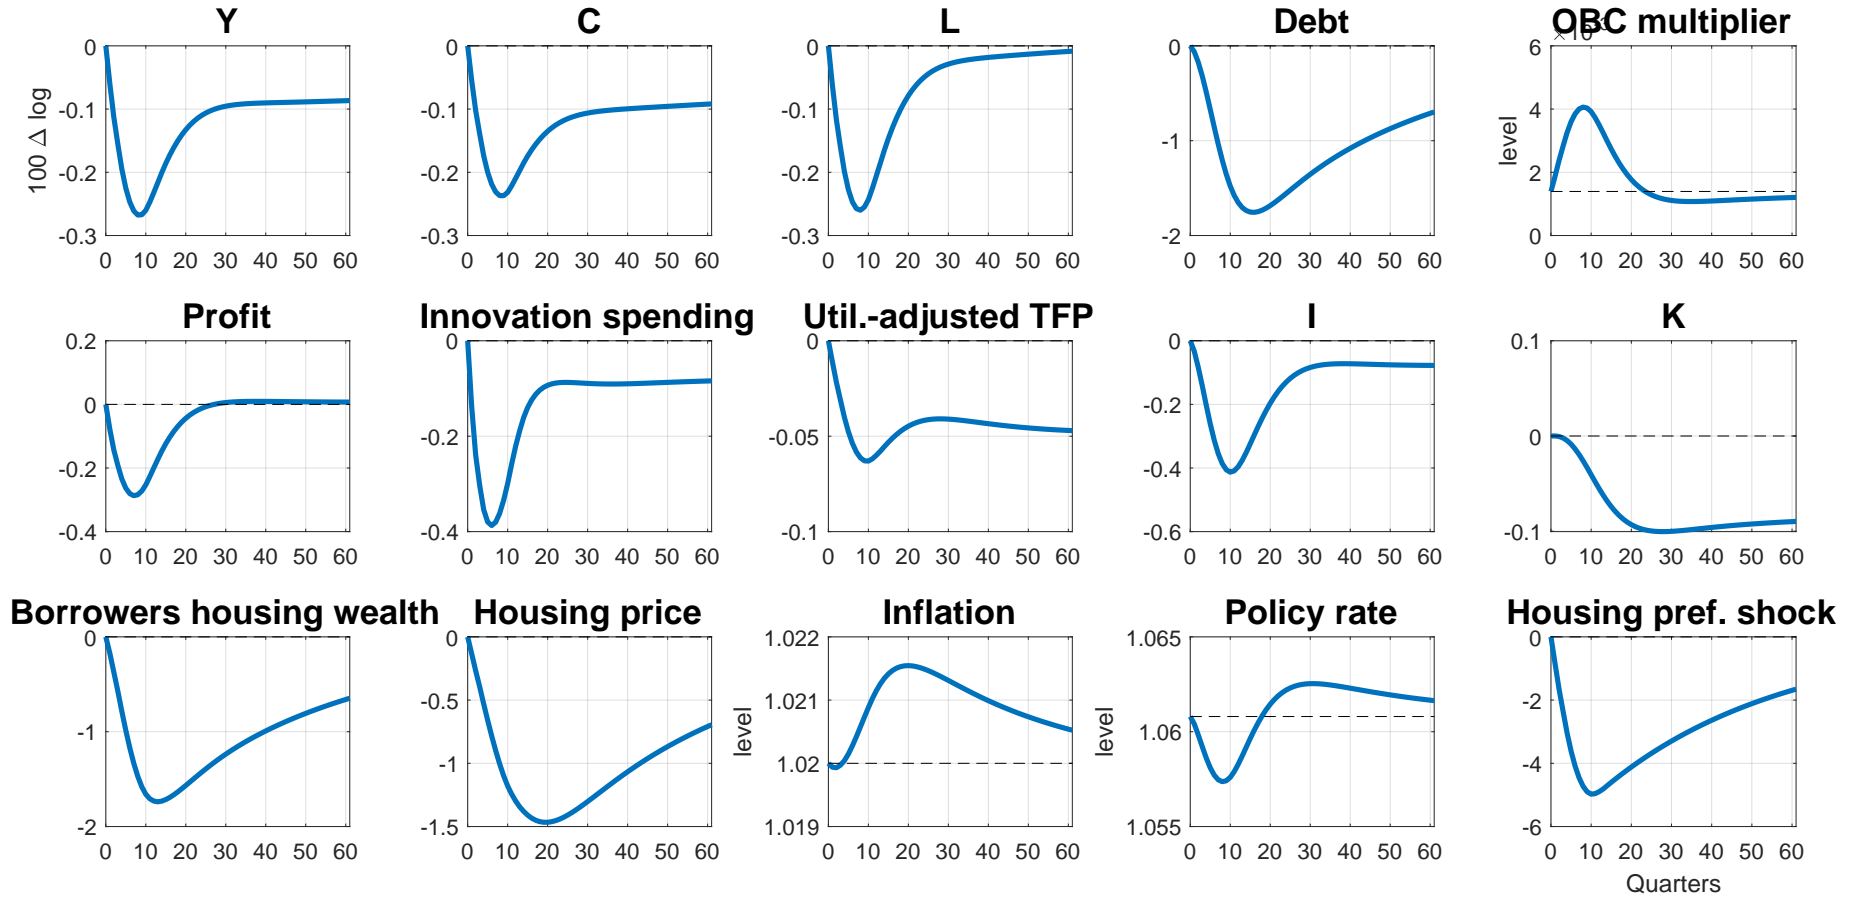 Y
C
L
Debt
OBC multiplier
×10⁻³
0
-0.1
-0.2
-0.3
100 Δ log
0 10 20 30 40 50 60
0
-0.1
-0.2
-0.3
0 10 20 30 40 50 60
0
-0.1
-0.2
-0.3
0 10 20 30 40 50 60
0
-1
-2
0 10 20 30 40 50 60
6
4
2
0
level
0 10 20 30 40 50 60
Profit
Innovation spending
Util.-adjusted TFP
I
K
0.2
0
-0.2
-0.4
0 10 20 30 40 50 60
0
-0.2
-0.4
0 10 20 30 40 50 60
0
-0.05
-0.1
0 10 20 30 40 50 60
0
-0.2
-0.4
-0.6
0 10 20 30 40 50 60
0.1
0
-0.1
0 10 20 30 40 50 60
Borrowers housing wealth
Housing price
Inflation
Policy rate
Housing pref. shock
0
-1
-2
0 10 20 30 40 50 60
0
-0.5
-1
-1.5
0 10 20 30 40 50 60
1.022
1.021
1.02
1.019
level
0 10 20 30 40 50 60
1.065
1.06
1.055
level
0 10 20 30 40 50 60
0
-2
-4
-6
0 10 20 30 40 50 60
Quarters